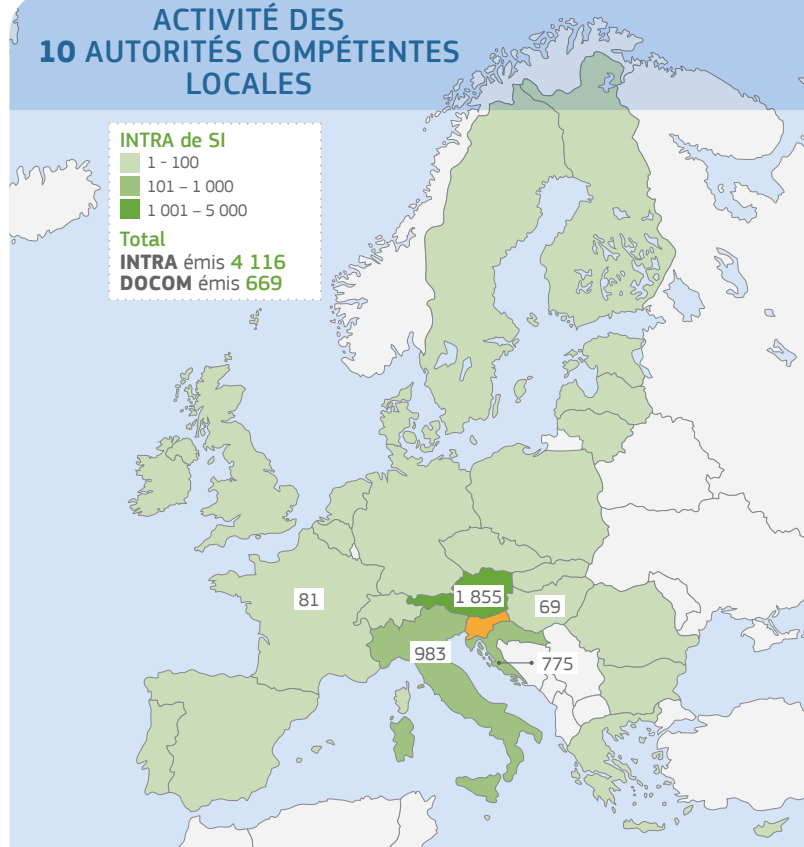 ACTIVITÉ DES
10 AUTORITÉS COMPÉTENTES
LOCALES
INTRA de SI
1 - 100
101 – 1 000
1 001 – 5 000
Total
INTRA émis 4 116
DOCOM émis 669
81
1 855
69
983
775